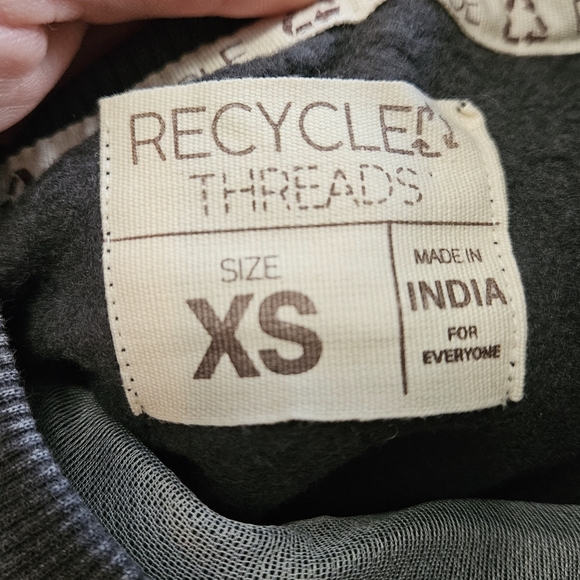 RECYCLED
THREADS
SIZE
XS
MADE IN
INDIA
FOR
EVERYONE